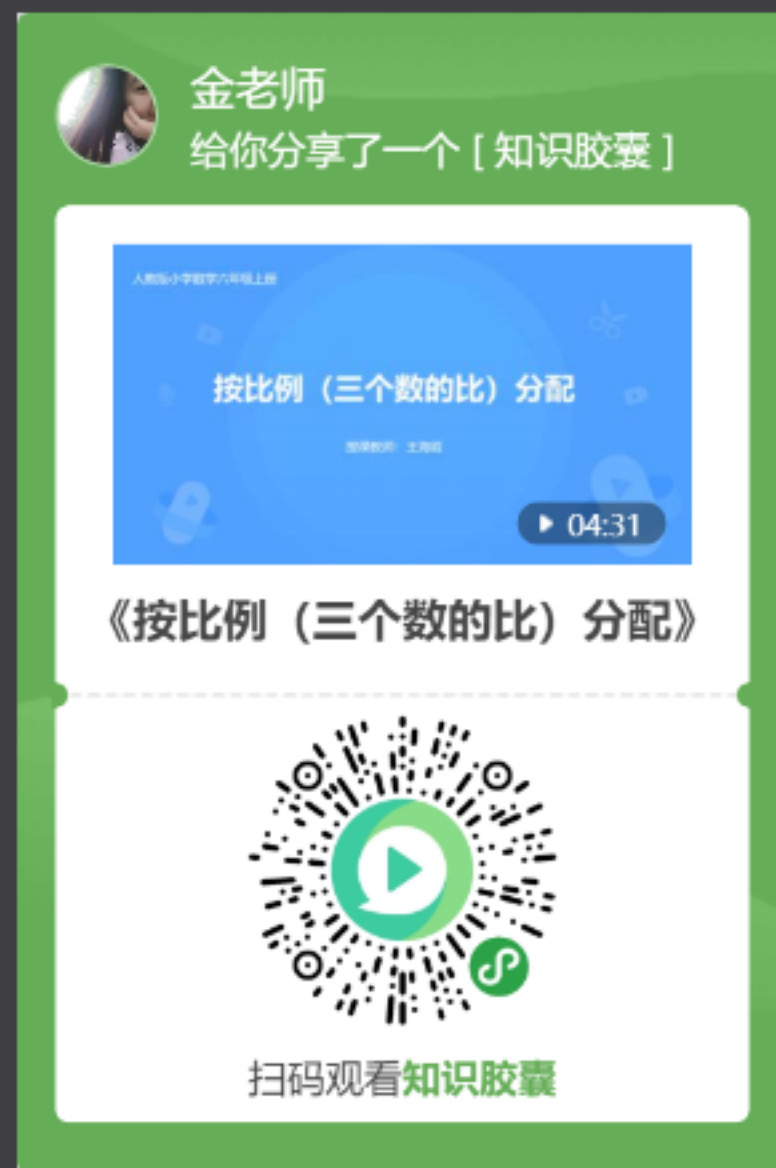 金老师
给你分享了一个 [ 知识胶囊 ]
人教版小学数学六年级上册
按比例（三个数的比）分配
04:31
《按比例（三个数的比）分配》
扫码观看知识胶囊